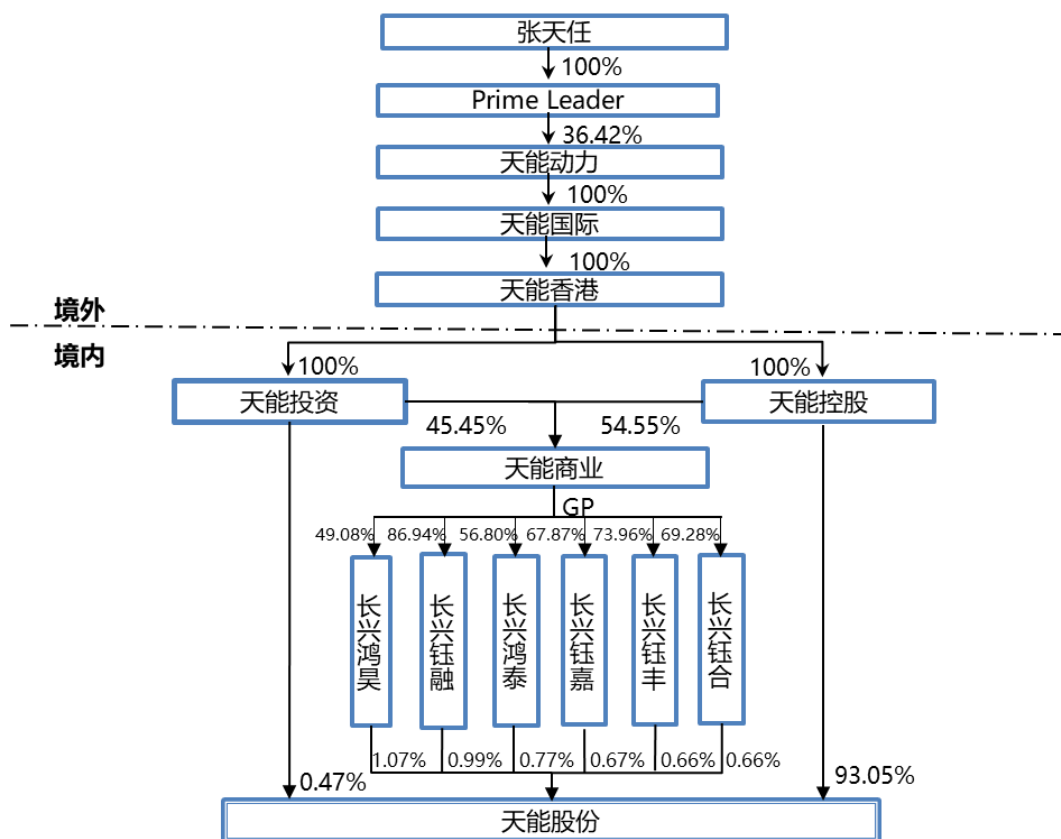 张天任
100%
Prime Leader
36.42%
天能动力
100%
天能国际
100%
天能香港
境外
境内
100%
100%
天能投资
天能控股
45.45%
54.55%
天能商业
GP
49.08%
86.94%
56.80%
67.87%
73.96%
69.28%
长兴鸿昊
长兴钰融
长兴鸿泰
长兴钰嘉
长兴钰丰
长兴钰合
1.07%
0.99%
0.77%
0.67%
0.66%
0.66%
0.47%
93.05%
天能股份